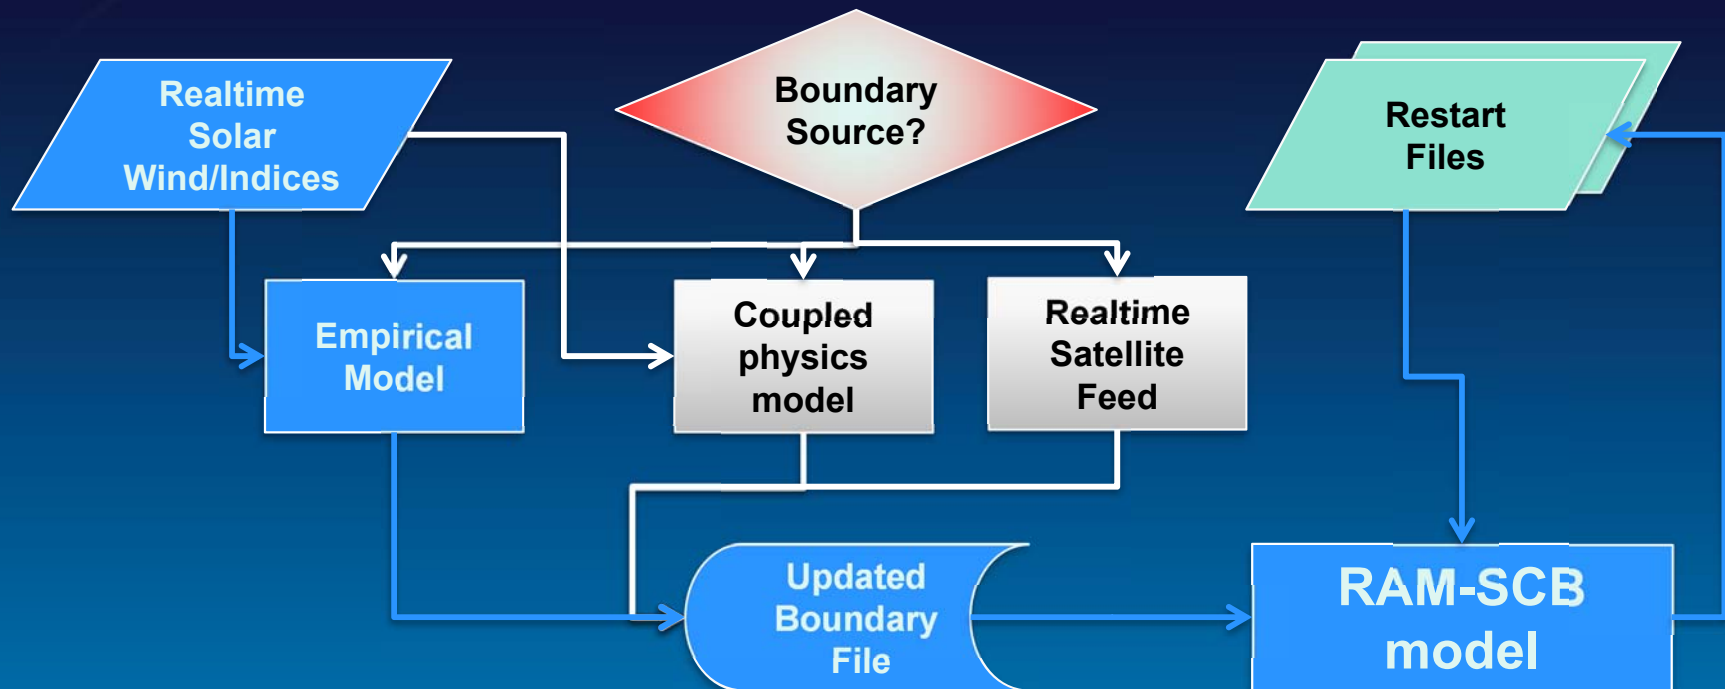 Realtime
Solar
Wind/Indices
Boundary
Source?
Restart
Files
Empirical
Model
Coupled
physics
model
Realtime
Satellite
Feed
Updated
Boundary
File
RAM-SCB
model